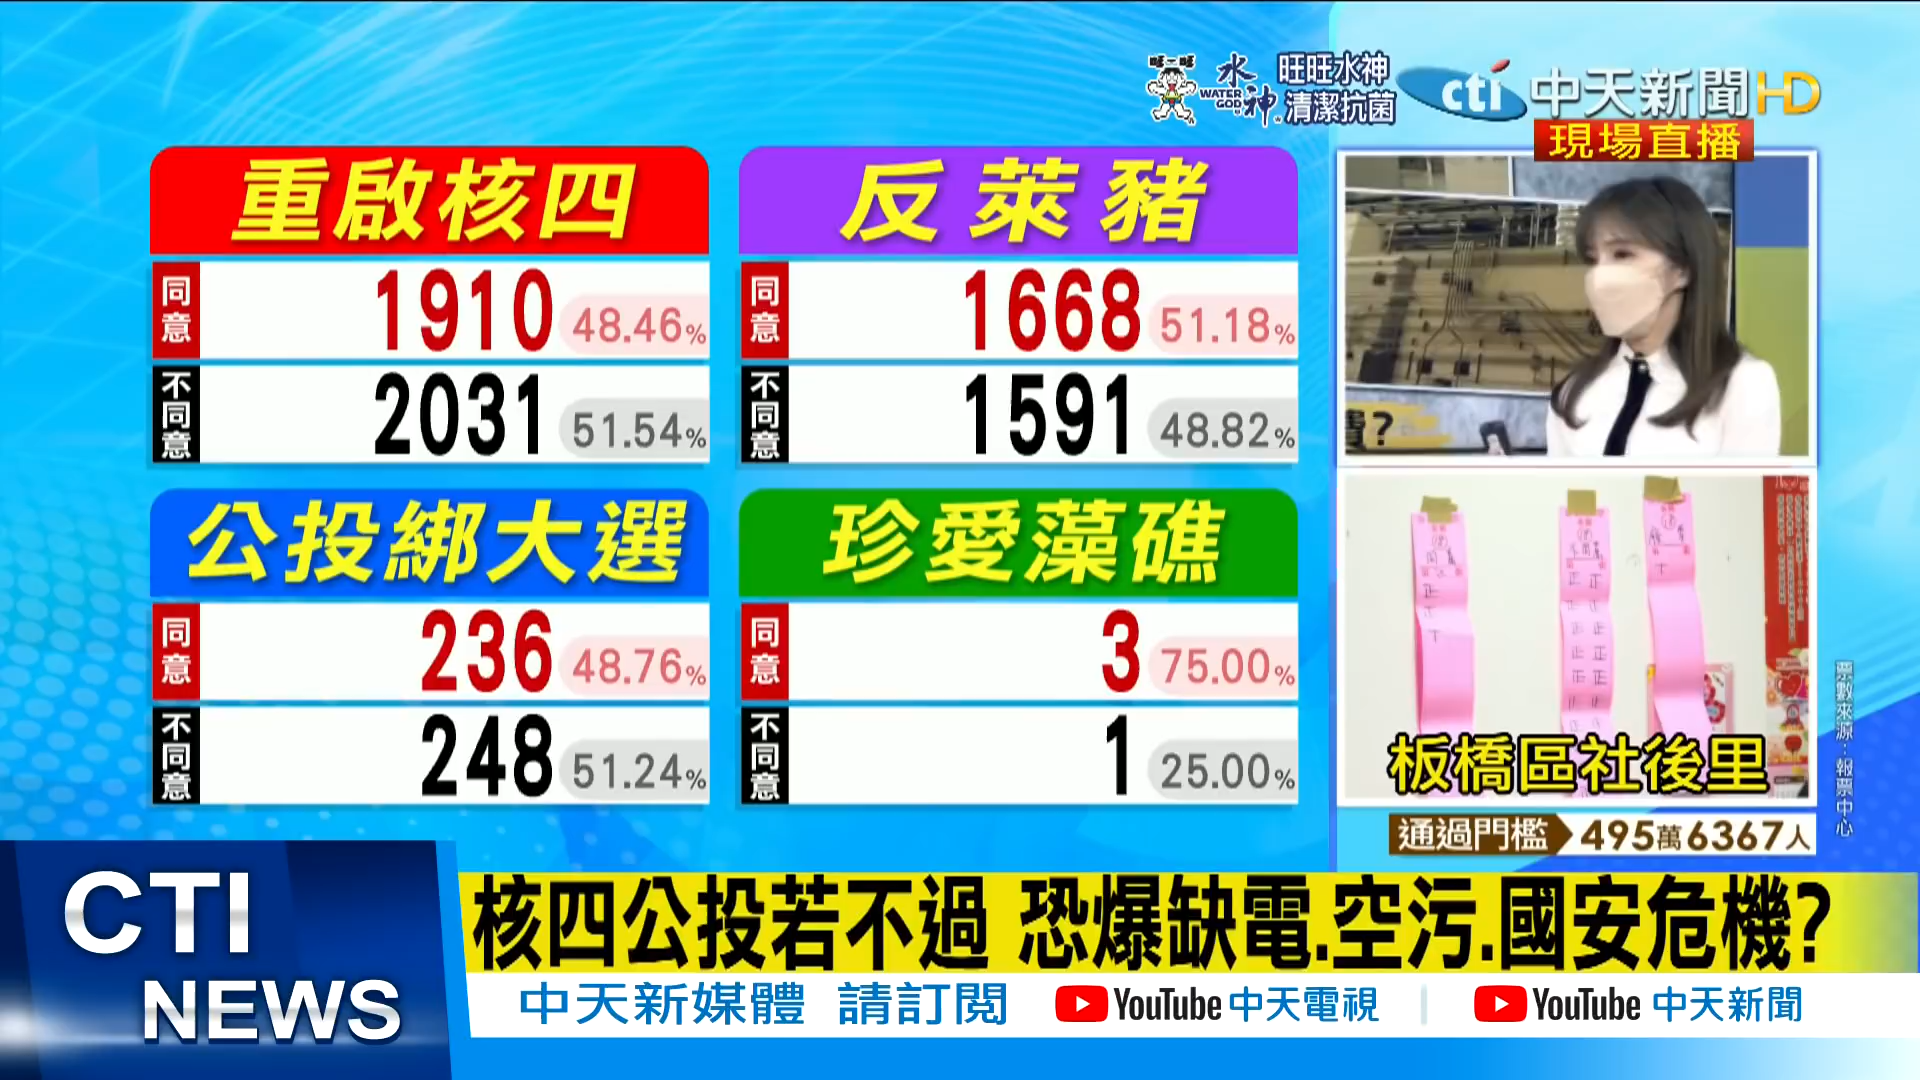 旺旺
水神
WATER GOD
旺旺水神
清潔抗菌
cti 中天新聞HD
現場直播
重啟核四
同意 1910 48.46%
不同意 2031 51.54%
反萊豬
同意 1668 51.18%
不同意 1591 48.82%
公投綁大選
同意 236 48.76%
不同意 248 51.24%
珍愛藻礁
同意 3 75.00%
不同意 1 25.00%
費?
板橋區社後里
通過門檻 495萬6367人
票數來源:報票中心
CTI
NEWS
核四公投若不過 恐爆缺電.空污.國安危機?
中天新媒體 請訂閱 YouTube 中天電視 | YouTube 中天新聞